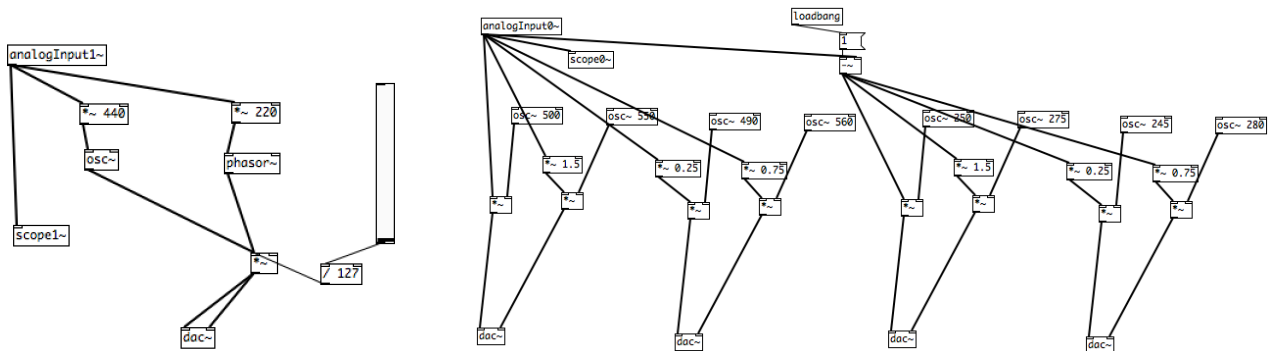 analogInput1~
*~ 440
*~ 220
osc~
phasor~
scope1~
*~
/ 127
dac~
loadbang
analogInput0~
1
scope0~
-~
osc~ 500
osc~ 550
osc~ 490
osc~ 560
osc~ 250
osc~ 275
osc~ 245
osc~ 280
*~ 1.5
*~ 0.25
*~ 0.75
*~ 1.5
*~ 0.25
*~ 0.75
*~
*~
*~
*~
*~
*~
*~
*~
dac~
dac~
dac~
dac~